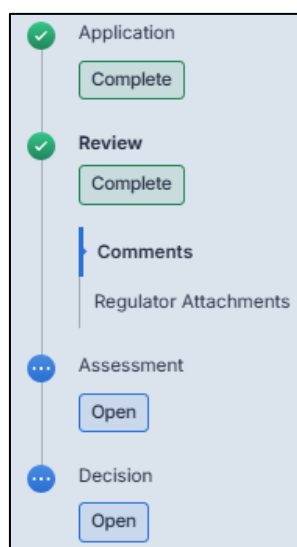 Application
Complete
Review
Complete
Comments
Regulator Attachments
Assessment
Open
Decision
Open